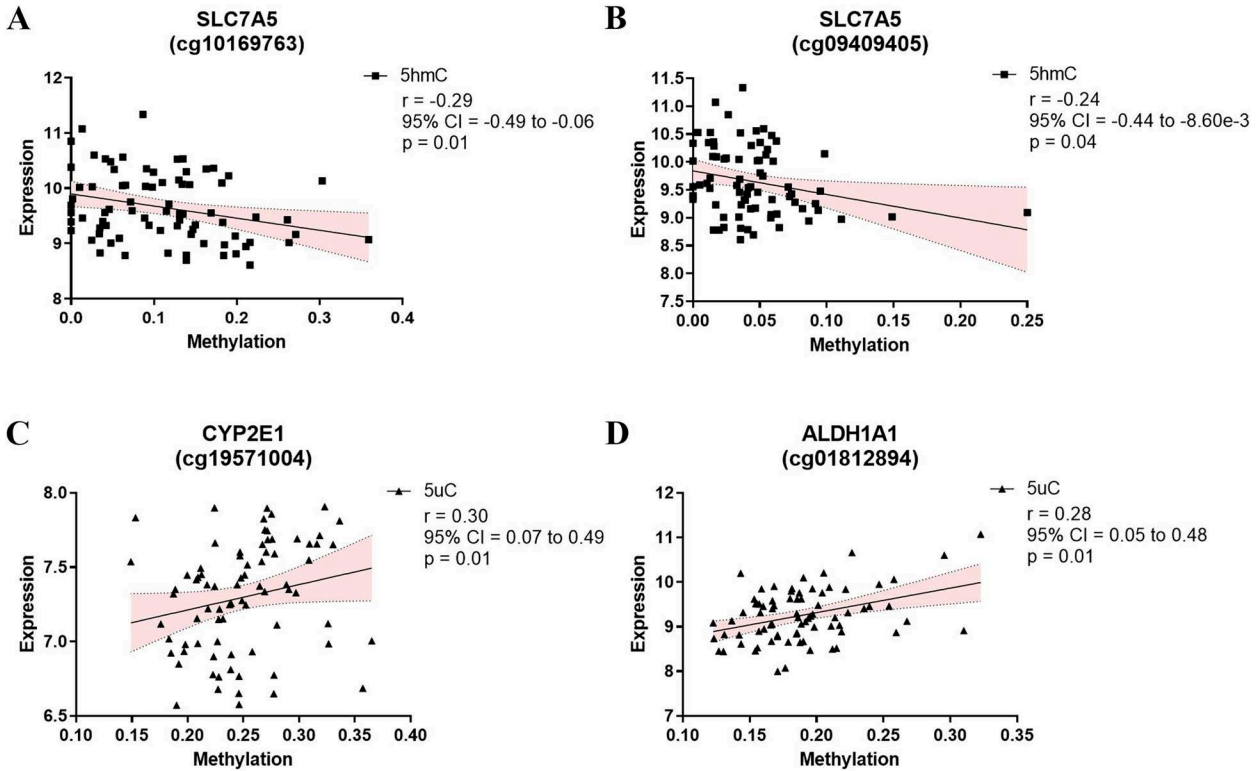 A
SLC7A5
(cg10169763)
5hmC
r = -0.29
95% CI = -0.49 to -0.06
p = 0.01
Expression
12
11
10
9
8
0.0 0.1 0.2 0.3 0.4
Methylation
B
SLC7A5
(cg09409405)
5hmC
r = -0.24
95% CI = -0.44 to -8.60e-3
p = 0.04
Expression
11.5
11.0
10.5
10.0
9.5
9.0
8.5
8.0
7.5
0.00 0.05 0.10 0.15 0.20 0.25
Methylation
C
CYP2E1
(cg19571004)
5uC
r = 0.30
95% CI = 0.07 to 0.49
p = 0.01
Expression
8.0
7.5
7.0
6.5
0.10 0.15 0.20 0.25 0.30 0.35 0.40
Methylation
D
ALDH1A1
(cg01812894)
5uC
r = 0.28
95% CI = 0.05 to 0.48
p = 0.01
Expression
12
11
10
9
8
7
0.10 0.15 0.20 0.25 0.30 0.35
Methylation